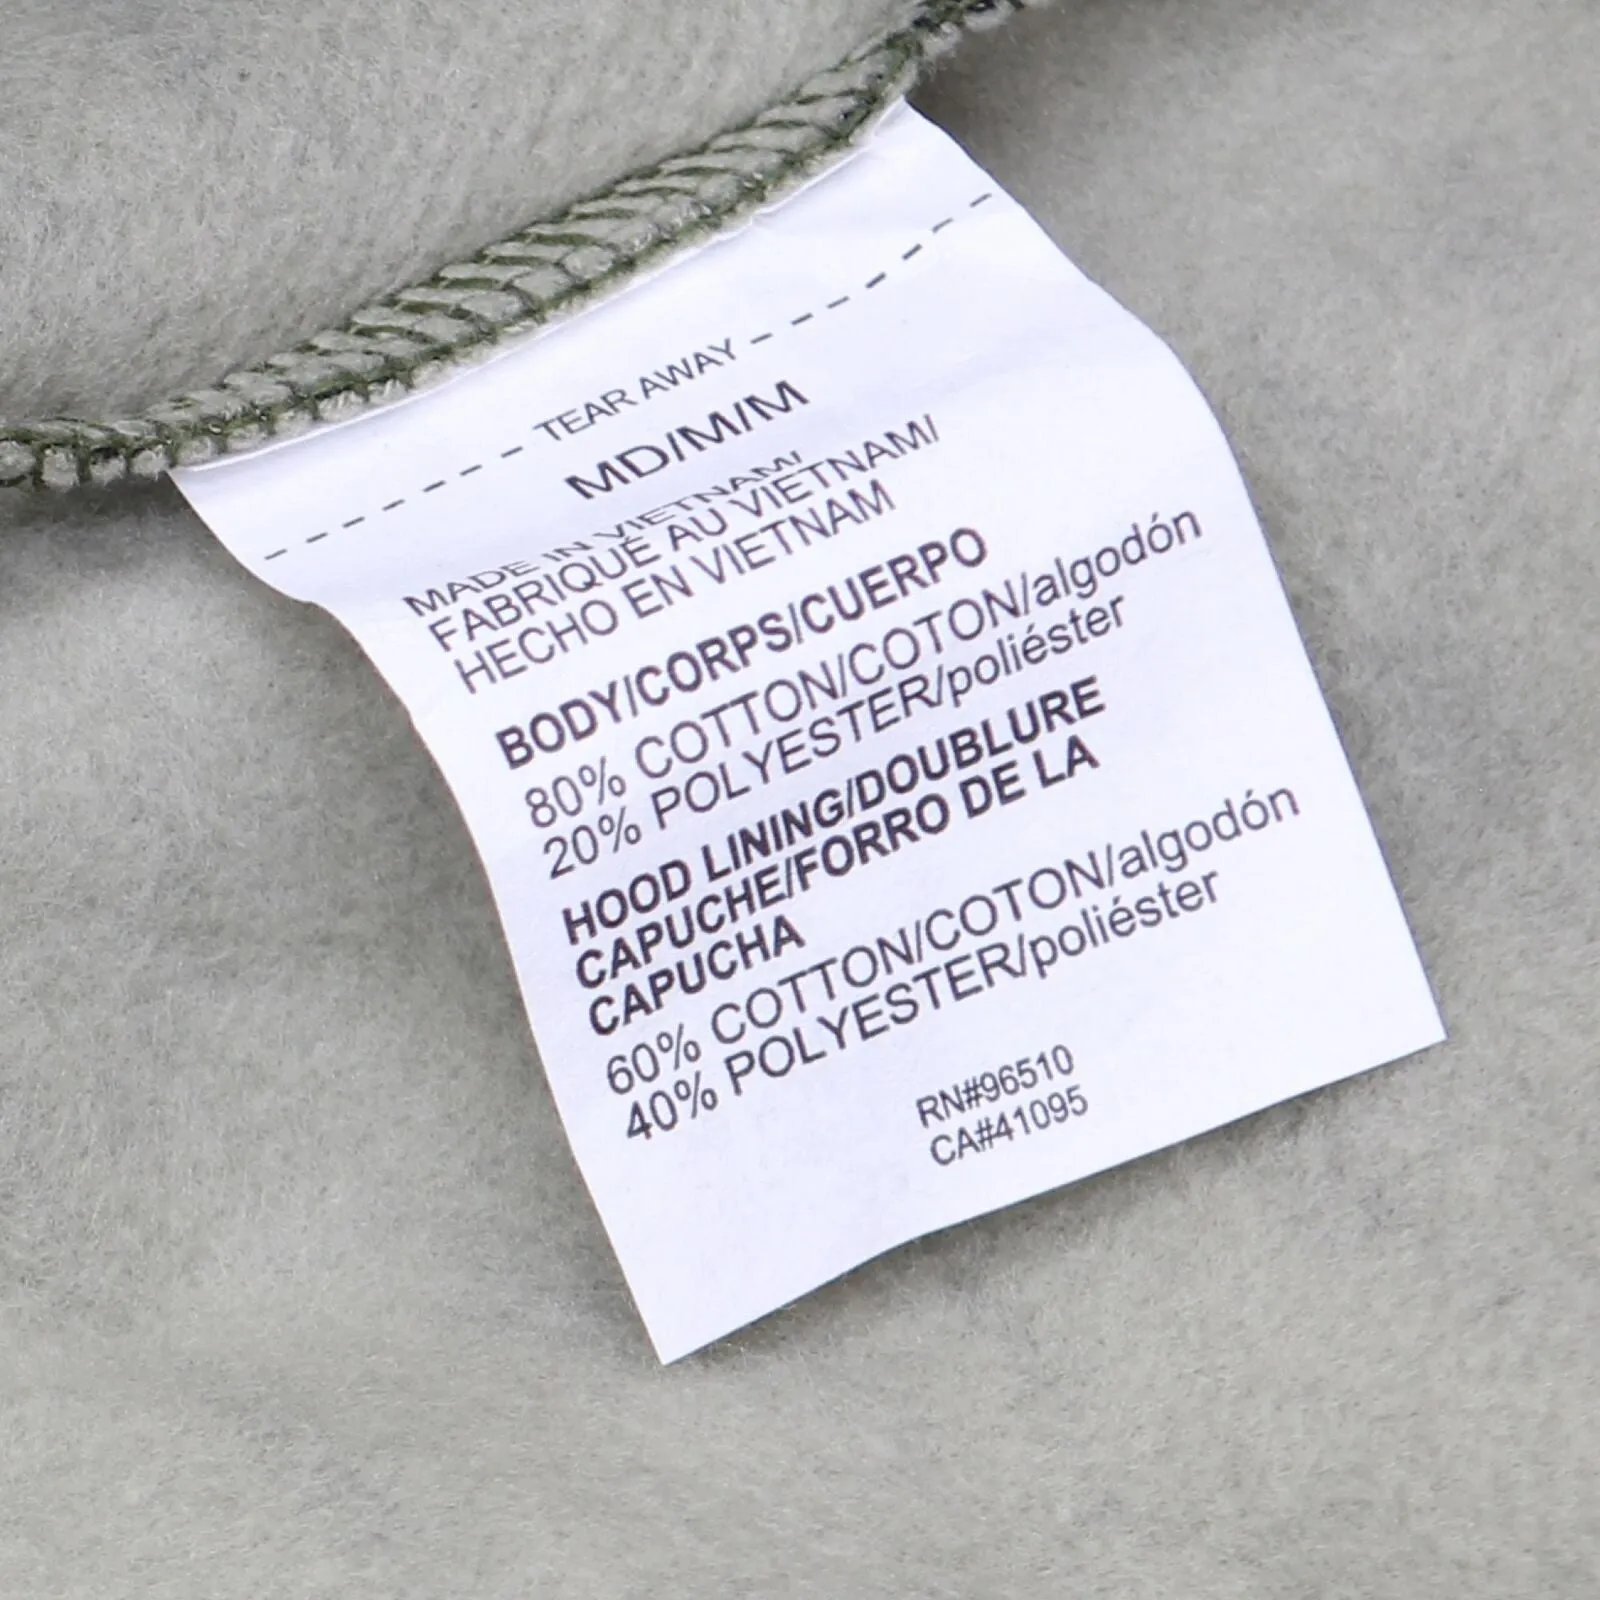 TEAR AWAY
MD/M/M
MADE IN VIETNAM/
FABRIQUÉ AU VIETNAM/
HECHO EN VIETNAM
BODY/CORPS/CUERPO
80% COTTON/COTON/algodón
20% POLYESTER/poliéster
HOOD LINING/DOUBLURE
CAPUCHE/FORRO DE LA
CAPUCHA
60% COTTON/COTON/algodón
40% POLYESTER/poliéster
RN#96510
CA#41095